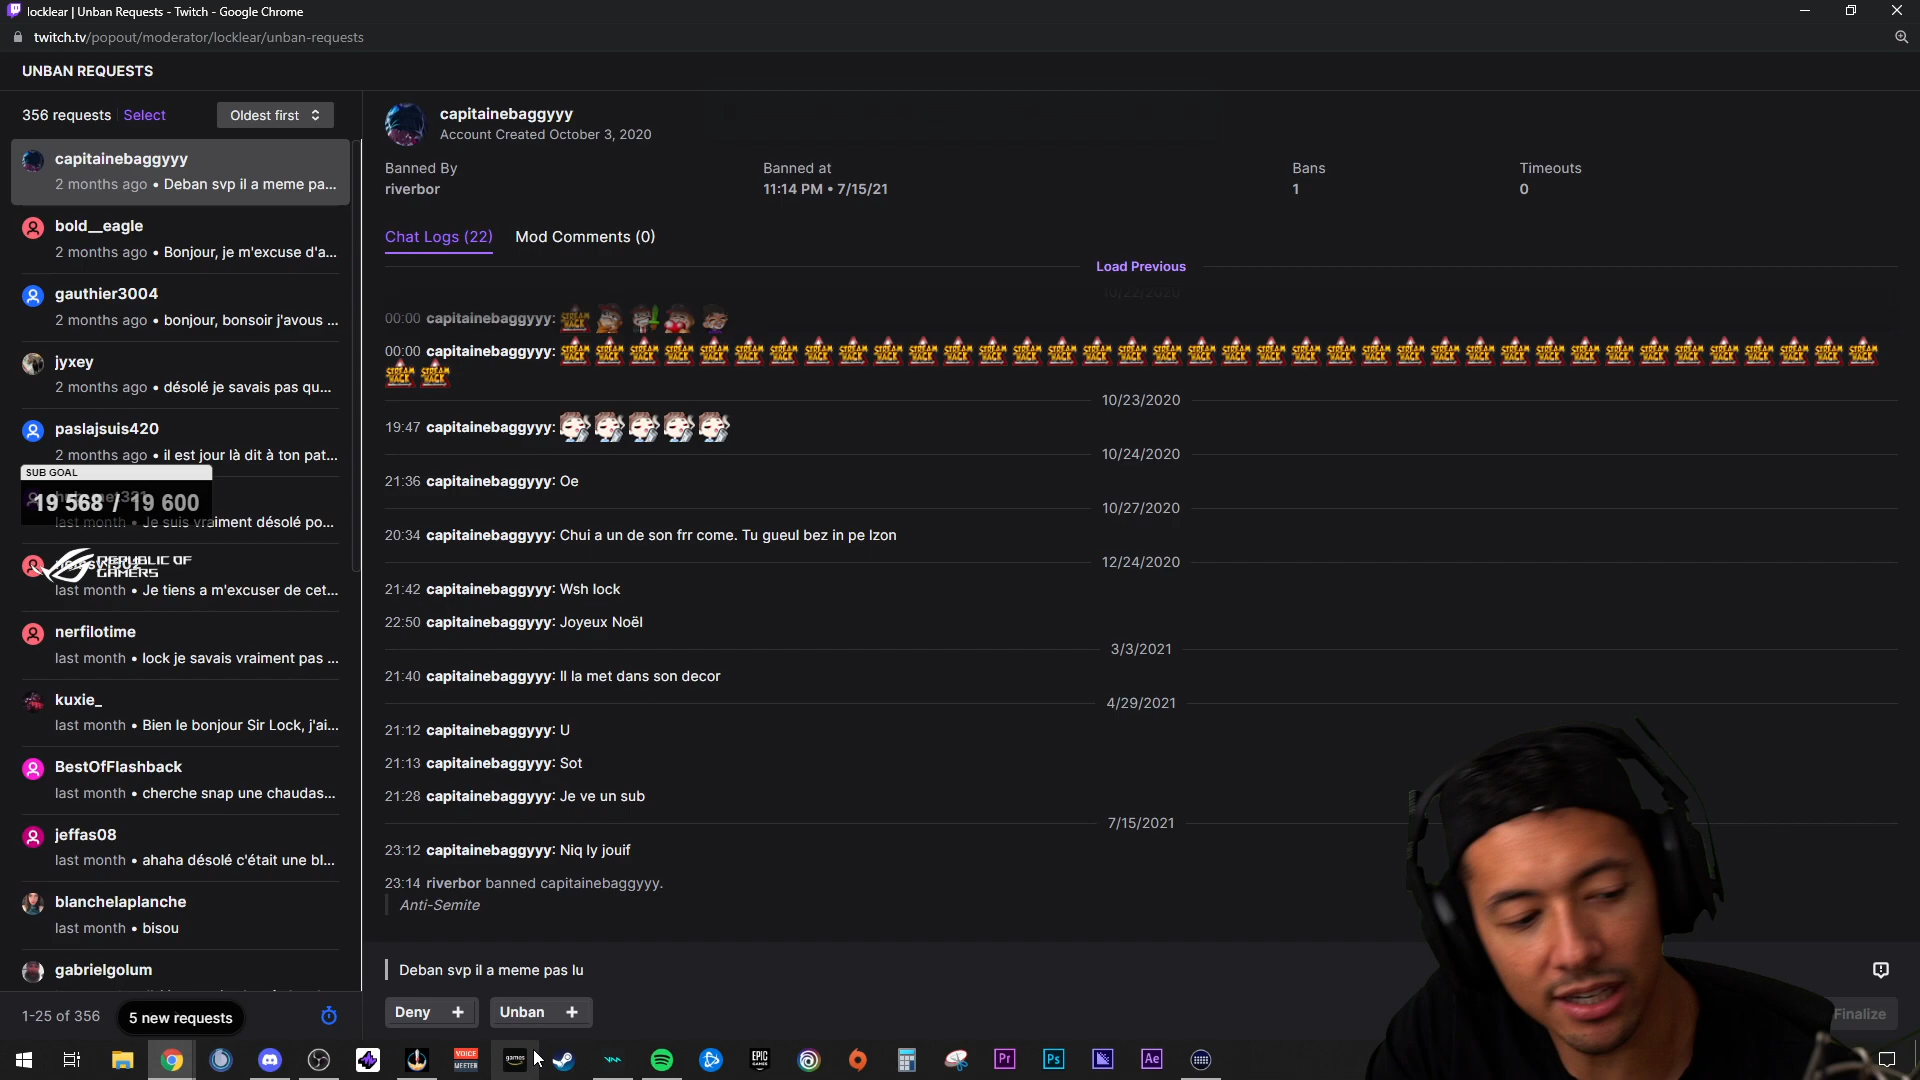 locklear | Unban Requests - Twitch - Google Chrome
twitch.tv/popout/moderator/locklear/unban-requests
UNBAN REQUESTS
356 requests Select Oldest first
capitainebaggyyy
2 months ago • Deban svp il a meme pa...
bold__eagle
2 months ago • Bonjour, je m'excuse d'a...
gauthier3004
2 months ago • bonjour, bonsoir j'avous ...
jyxey
2 months ago • désolé je savais pas qu...
paslajsuis420
2 months ago • il est jour là dit à ton pat...
SUB GOAL
19 568 / 19 600
last month • Je suis vraiment désolé po...
REPUBLIC OF
GAMERS
last month • Je tiens a m'excuser de cet...
nerfilotime
last month • lock je savais vraiment pas ...
kuxie_
last month • Bien le bonjour Sir Lock, j'ai...
BestOfFlashback
last month • cherche snap une chaudas...
jeffas08
last month • ahaha désolé c'était une bl...
blanchelaplanche
last month • bisou
gabrielgolum
1-25 of 356
5 new requests
capitainebaggyyy
Account Created October 3, 2020
Banned By Banned at Bans Timeouts
riverbor 11:14 PM • 7/15/21 1 0
Chat Logs (22) Mod Comments (0)
Load Previous
10/22/2020
00:00 capitainebaggyyy:
00:00 capitainebaggyyy:
10/23/2020
19:47 capitainebaggyyy:
10/24/2020
21:36 capitainebaggyyy: Oe
10/27/2020
20:34 capitainebaggyyy: Chui a un de son frr come. Tu gueul bez in pe lzon
12/24/2020
21:42 capitainebaggyyy: Wsh lock
22:50 capitainebaggyyy: Joyeux Noël
3/3/2021
21:40 capitainebaggyyy: Il la met dans son decor
4/29/2021
21:12 capitainebaggyyy: U
21:13 capitainebaggyyy: Sot
21:28 capitainebaggyyy: Je ve un sub
7/15/2021
23:12 capitainebaggyyy: Niq ly jouif
23:14 riverbor banned capitainebaggyyy.
Anti-Semite
Deban svp il a meme pas lu
Deny + Unban +
Finalize
VOICE
MEETER
games
EPIC
GAMES
Pr
Ps
Ae